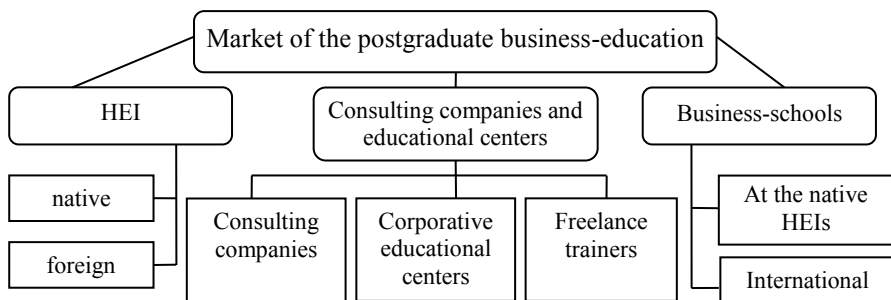 Market of the postgraduate business-education
HEI
Consulting companies and
educational centers
Business-schools
native
foreign
Consulting
companies
Corporative
educational
centers
Freelance
trainers
At the native
HEIs
International